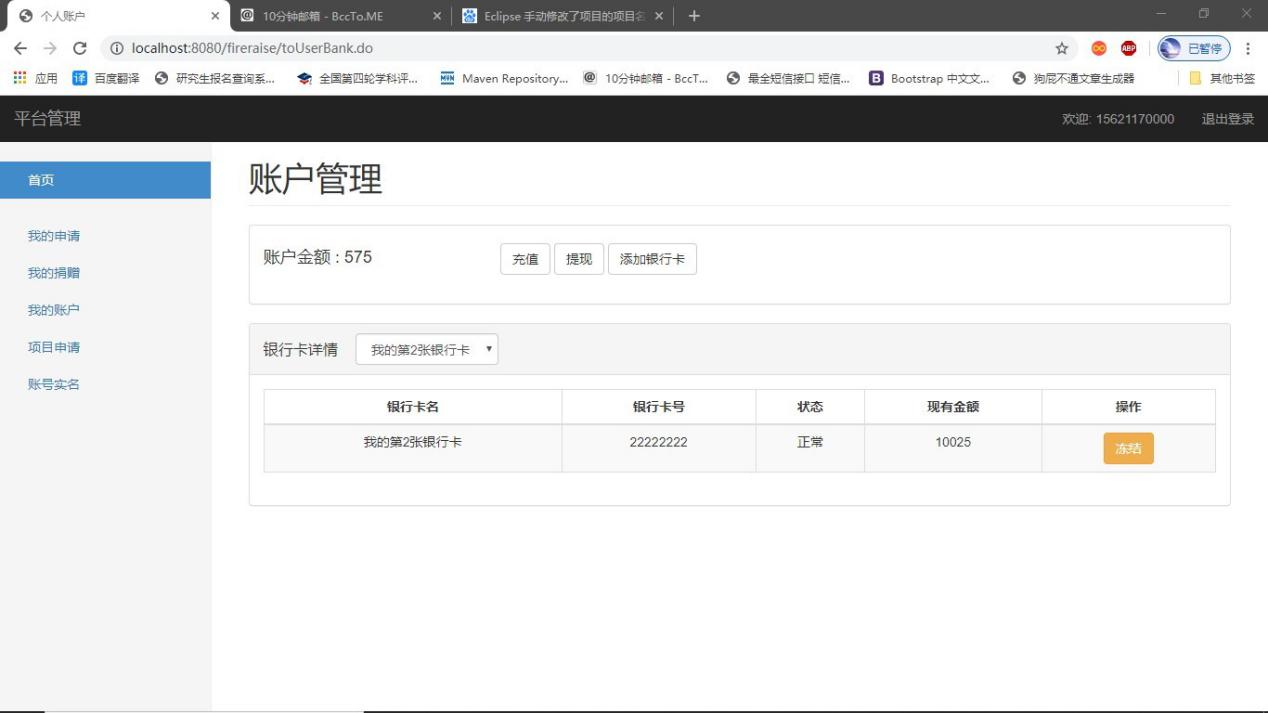 个人账户
10分钟邮箱 - BccTo.ME
Eclipse 手动修改了项目的项目名
localhost:8080/fireraise/toUserBank.do
ABP
已暂停
应用
译 百度翻译
研究生报名查询系...
全国第四轮学科评...
Maven Repository...
10分钟邮箱 - BccT...
最全短信接口 短信...
B Bootstrap 中文文...
狗屁不通文章生成器
其他书签
平台管理
欢迎: 15621170000
退出登录
首页
我的申请
我的捐赠
我的账户
项目申请
账号实名
账户管理
账户金额 : 575
充值
提现
添加银行卡
银行卡详情
我的第2张银行卡
银行卡名 银行卡号 状态 现有金额 操作
我的第2张银行卡 22222222 正常 10025 冻结